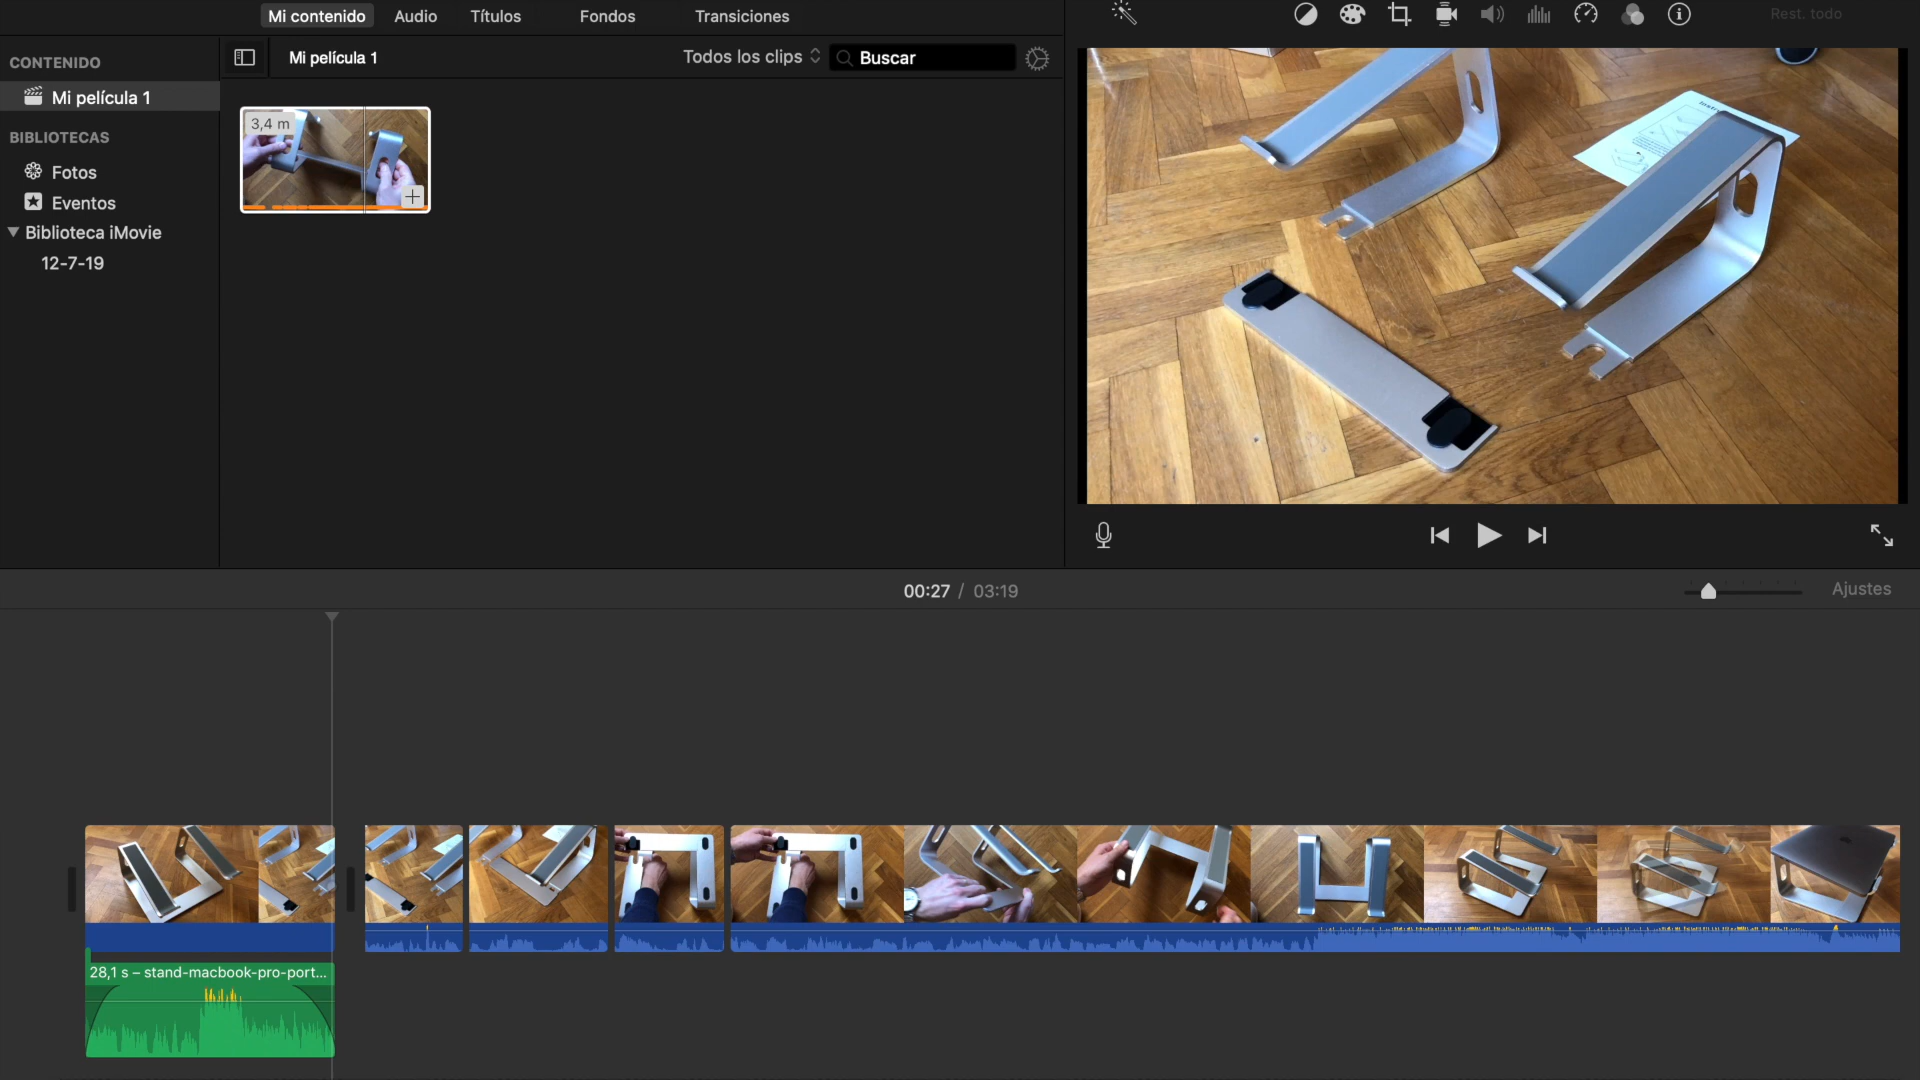 Mi contenido
Audio
Títulos
Fondos
Transiciones
Rest. todo
CONTENIDO
Mi película 1
Todos los clips
Buscar
Mi película 1
BIBLIOTECAS
Fotos
Eventos
Biblioteca iMovie
12-7-19
3,4 m
00:27 / 03:19
Ajustes
28,1 s – stand-macbook-pro-port...